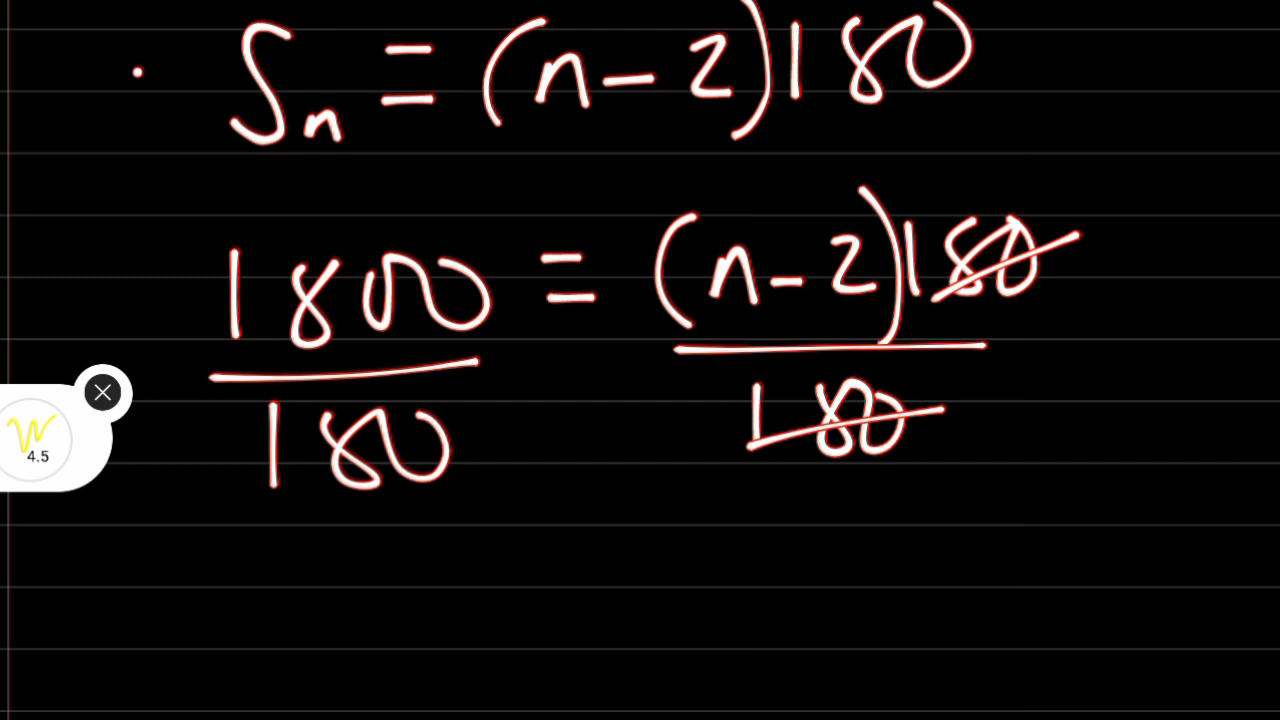 . Sn = (n-2)180
1800 = (n-2)180
180 180
W
4.5